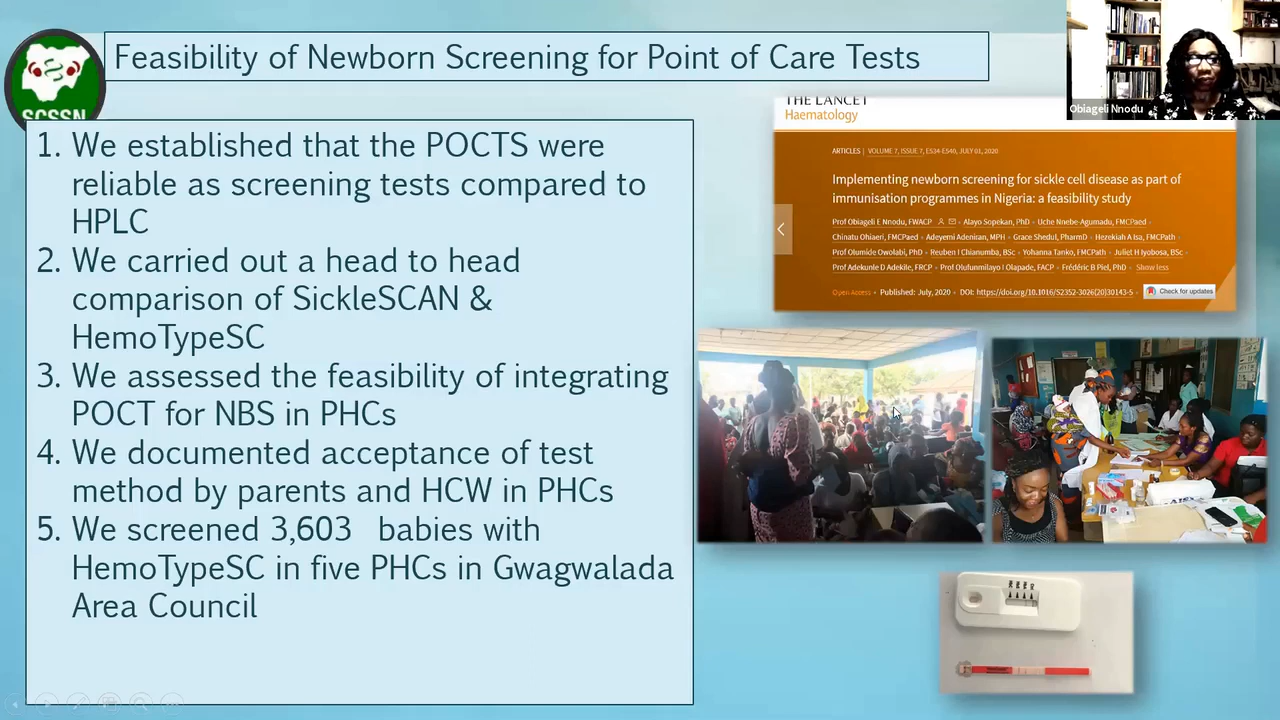 Feasibility of Newborn Screening for Point of Care Tests
SCSSN
1. We established that the POCTS were
reliable as screening tests compared to
HPLC
2. We carried out a head to head
comparison of SickleSCAN &
HemoTypeSC
3. We assessed the feasibility of integrating
POCT for NBS in PHCs
4. We documented acceptance of test
method by parents and HCW in PHCs
5. We screened 3,603 babies with
HemoTypeSC in five PHCs in Gwagwalada
Area Council
Obiageli Nnodu
THE LANCET
Haematology
ARTICLES | VOLUME 7, ISSUE 7, E534-E540, JULY 01, 2020
Implementing newborn screening for sickle cell disease as part of
immunisation programmes in Nigeria: a feasibility study
Prof Obiageli E Nnodu, FWACP • Alayo Sopekan, PhD • Uche Nnebe-Agumadu, FMCPaed •
Chinatu Ohiaeri, FMCPaed • Adeyemi Adeniran, MPH • Grace Shedul, PharmD • Hezekiah A Isa, FMCPath •
Prof Olumide Owolabi, PhD • Reuben I Chianumba, BSc • Yohanna Tanko, FMCPath • Juliet H Iyobosa, BSc •
Prof Adekunle D Adekile, FRCP • Prof Olufunmilayo I Olopade, FACP • Frédéric B Piel, PhD • Show less
Open Access • Published: July, 2020 • DOI: https://doi.org/10.1016/S2352-3026(20)30143-5 • Check for updates